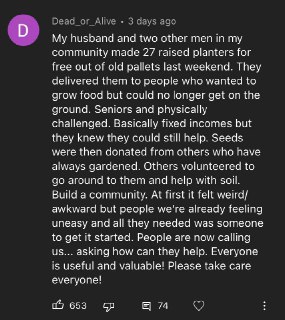 D
Dead_or_Alive • 3 days ago
My husband and two other men in my
community made 27 raised planters for
free out of old pallets last weekend. They
delivered them to people who wanted to
grow food but could no longer get on the
ground. Seniors and physically
challenged. Basically fixed incomes but
they knew they could still help. Seeds
were then donated from others who have
always gardened. Others volunteered to
go around to them and help with soil.
Build a community. At first it felt weird/
awkward but people we're already feeling
uneasy and all they needed was someone
to get it started. People are now calling
us... asking how can they help. Everyone
is useful and valuable! Please take care
everyone!
653 74